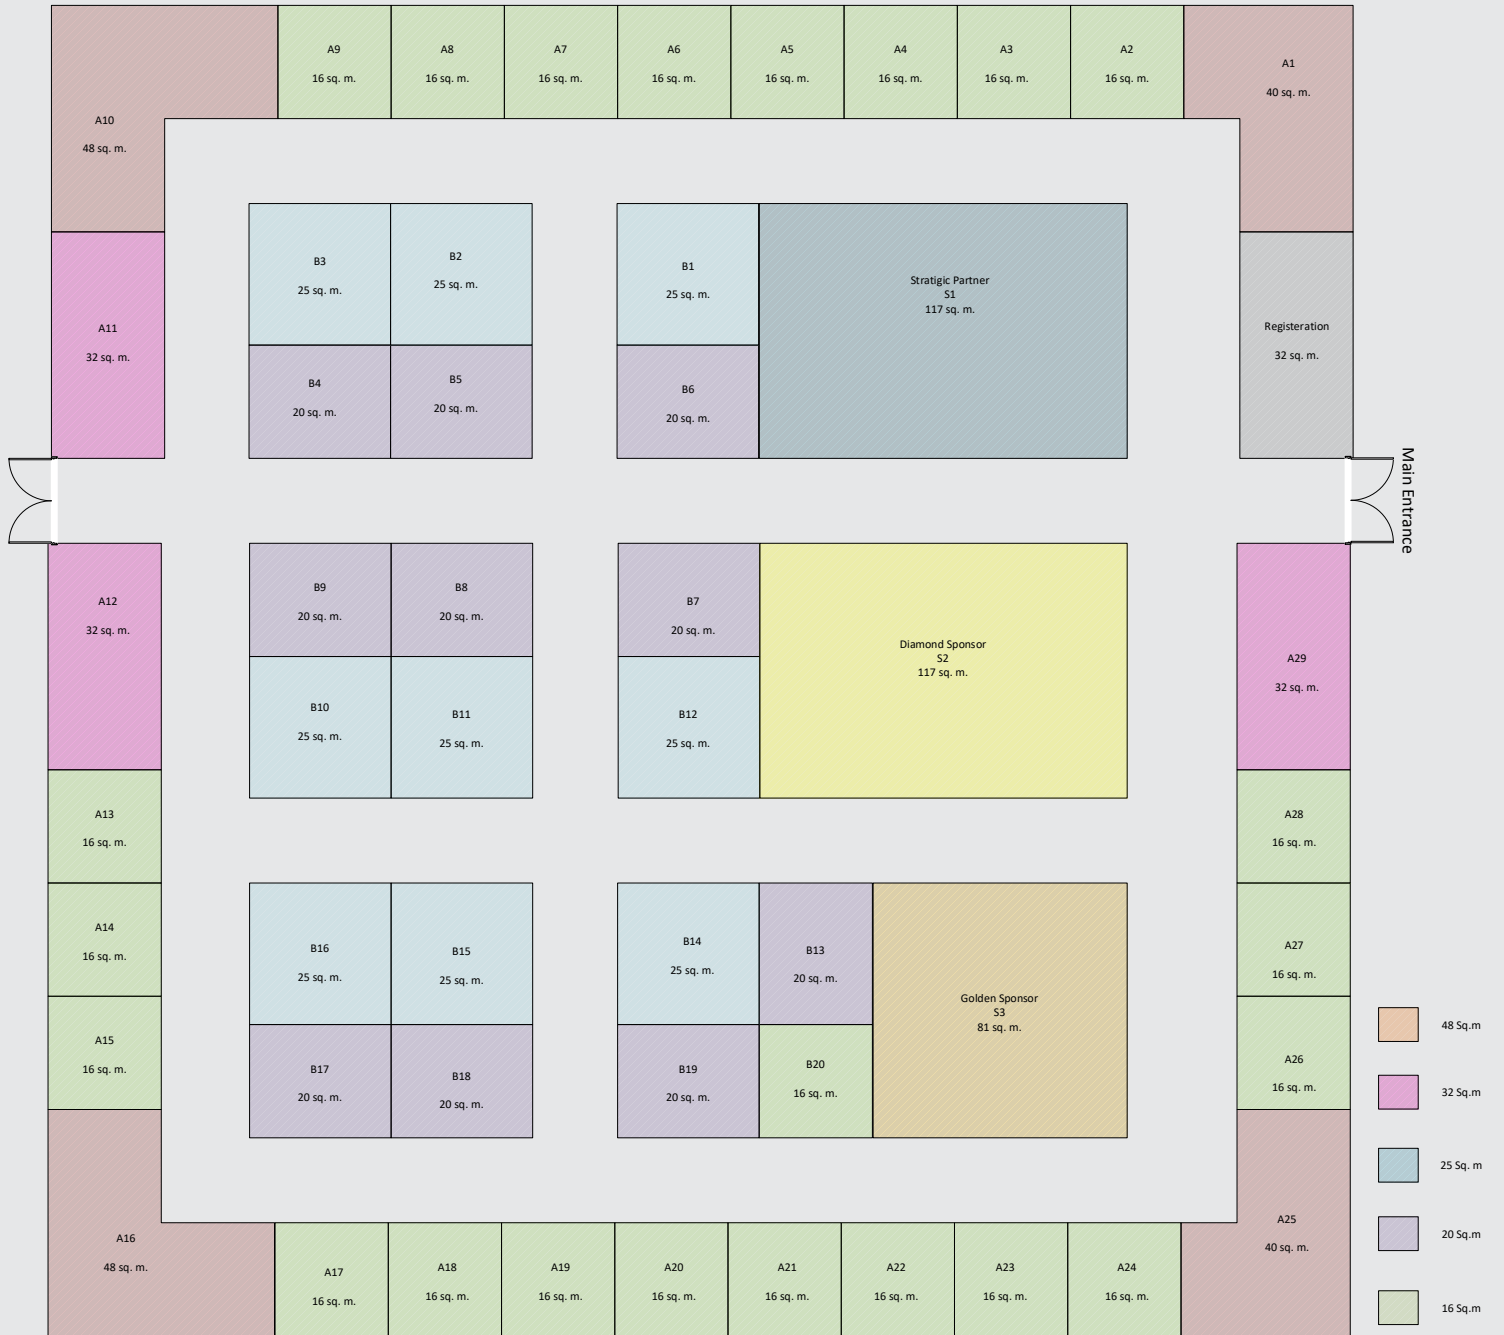 A9
16 sq. m.
A8
16 sq. m.
A7
16 sq. m.
A6
16 sq. m.
A5
16 sq. m.
A4
16 sq. m.
A3
16 sq. m.
A2
16 sq. m.
A1
40 sq. m.
A10
48 sq. m.
B3
25 sq. m.
B2
25 sq. m.
B1
25 sq. m.
Stratigic Partner
S1
117 sq. m.
A11
32 sq. m.
Registeration
32 sq. m.
B4
20 sq. m.
B5
20 sq. m.
B6
20 sq. m.
Main Entrance
A12
32 sq. m.
B9
20 sq. m.
B8
20 sq. m.
B7
20 sq. m.
Diamond Sponsor
S2
117 sq. m.
A29
32 sq. m.
B10
25 sq. m.
B11
25 sq. m.
B12
25 sq. m.
A13
16 sq. m.
A28
16 sq. m.
A14
16 sq. m.
B16
25 sq. m.
B15
25 sq. m.
B14
25 sq. m.
B13
20 sq. m.
A27
16 sq. m.
Golden Sponsor
S3
81 sq. m.
A15
16 sq. m.
B17
20 sq. m.
B18
20 sq. m.
B19
20 sq. m.
B20
16 sq. m.
A26
16 sq. m.
A16
48 sq. m.
A25
40 sq. m.
A17
16 sq. m.
A18
16 sq. m.
A19
16 sq. m.
A20
16 sq. m.
A21
16 sq. m.
A22
16 sq. m.
A23
16 sq. m.
A24
16 sq. m.
48 Sq.m
32 Sq.m
25 Sq. m
20 Sq.m
16 Sq.m